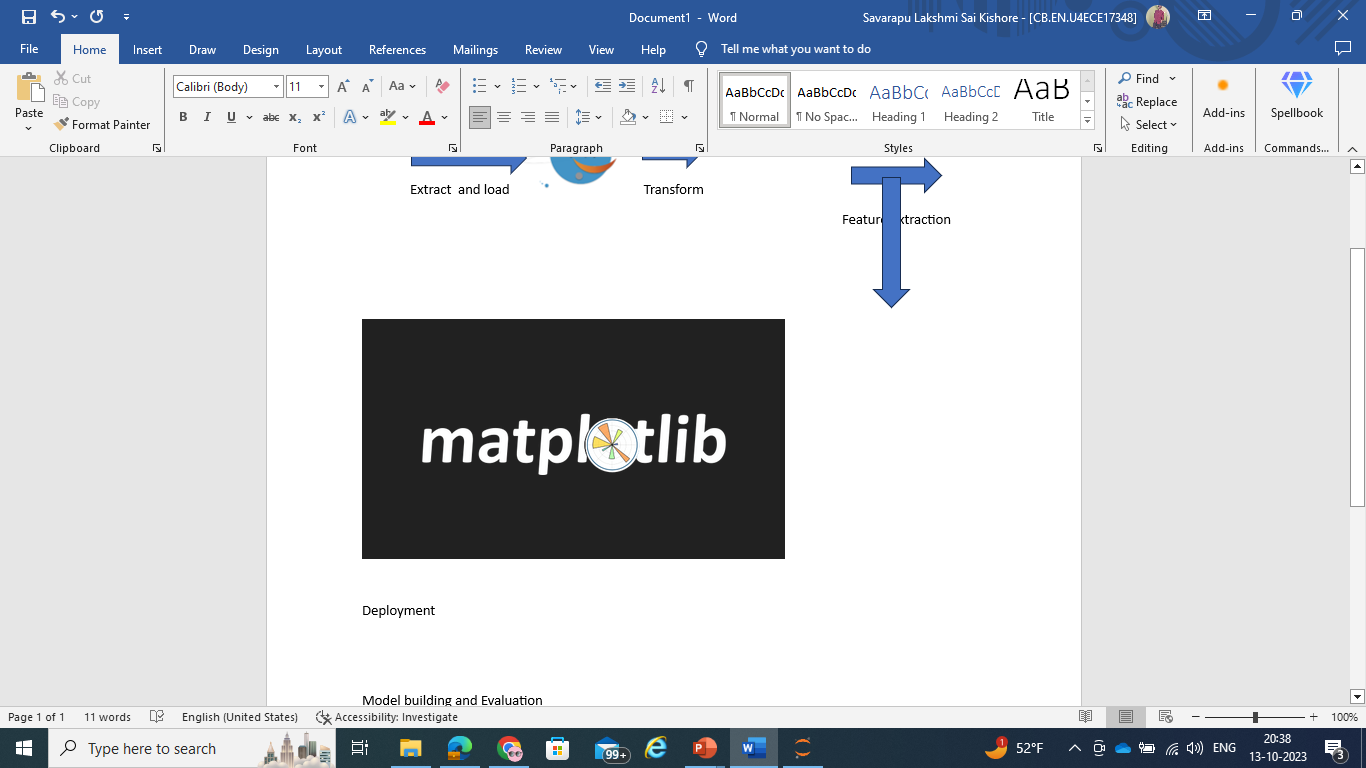 Document1 - Word
Savarapu Lakshmi Sai Kishore - [CB.EN.U4ECE17348]
File Home Insert Draw Design Layout References Mailings Review View Help Tell me what you want to do
Paste
Cut
Copy
Format Painter
Clipboard
Calibri (Body) 11
Font
Paragraph
AaBbCcDc AaBbCcDc AaBbCc AaBbCcD AaB
¶ Normal ¶ No Spac... Heading 1 Heading 2 Title
Styles
Find
Replace
Select
Editing
Add-ins
Add-ins
Spellbook
Commands...
Extract and load Transform
Feature extraction
matplotlib
Deployment
Model building and Evaluation
Page 1 of 1 11 words English (United States) Accessibility: Investigate 100%
Type here to search 99+ 52°F ENG 20:38
13-10-2023 3